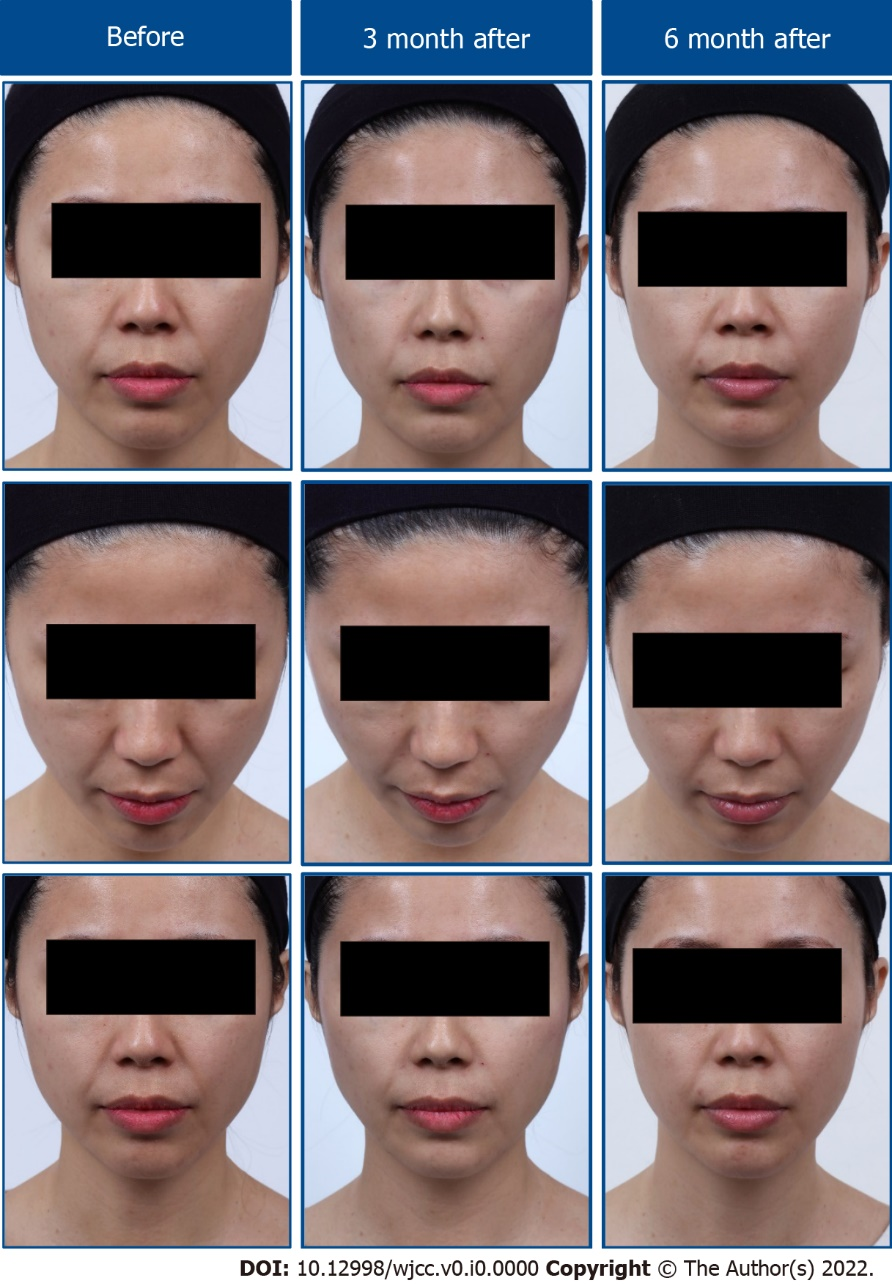 Before
3 month after
6 month after
DOI: 10.12998/wjcc.v0.i0.0000 Copyright © The Author(s) 2022.